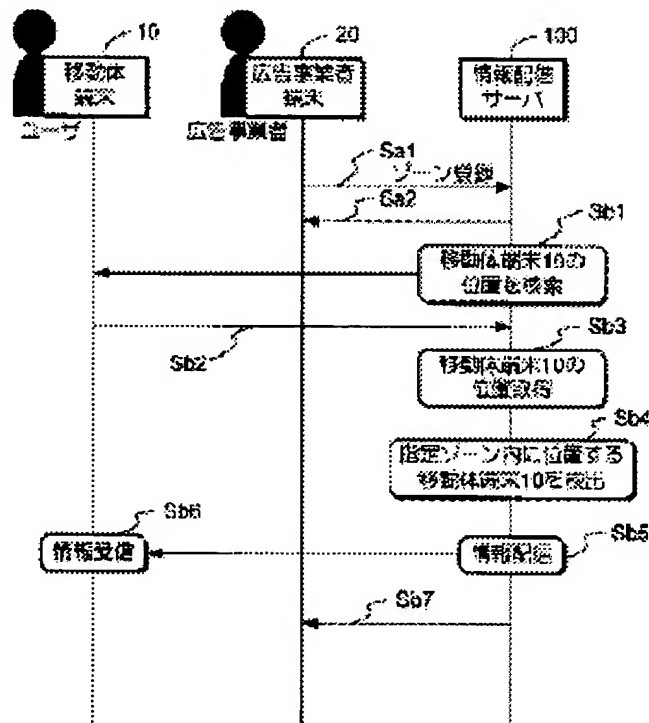 10
20
100
移動体
端末
広告事業者
端末
情報配信
サーバ
ユーザ
広告事業者
Sa1
ゾーン登録
Sa2
Sb1
移動体端末10の
位置を検索
Sb2
Sb3
移動体端末10の
位置取得
Sb4
指定ゾーン内に位置する
移動体端末10を検出
Sb6
情報受信
情報配信
Sb5
Sb7